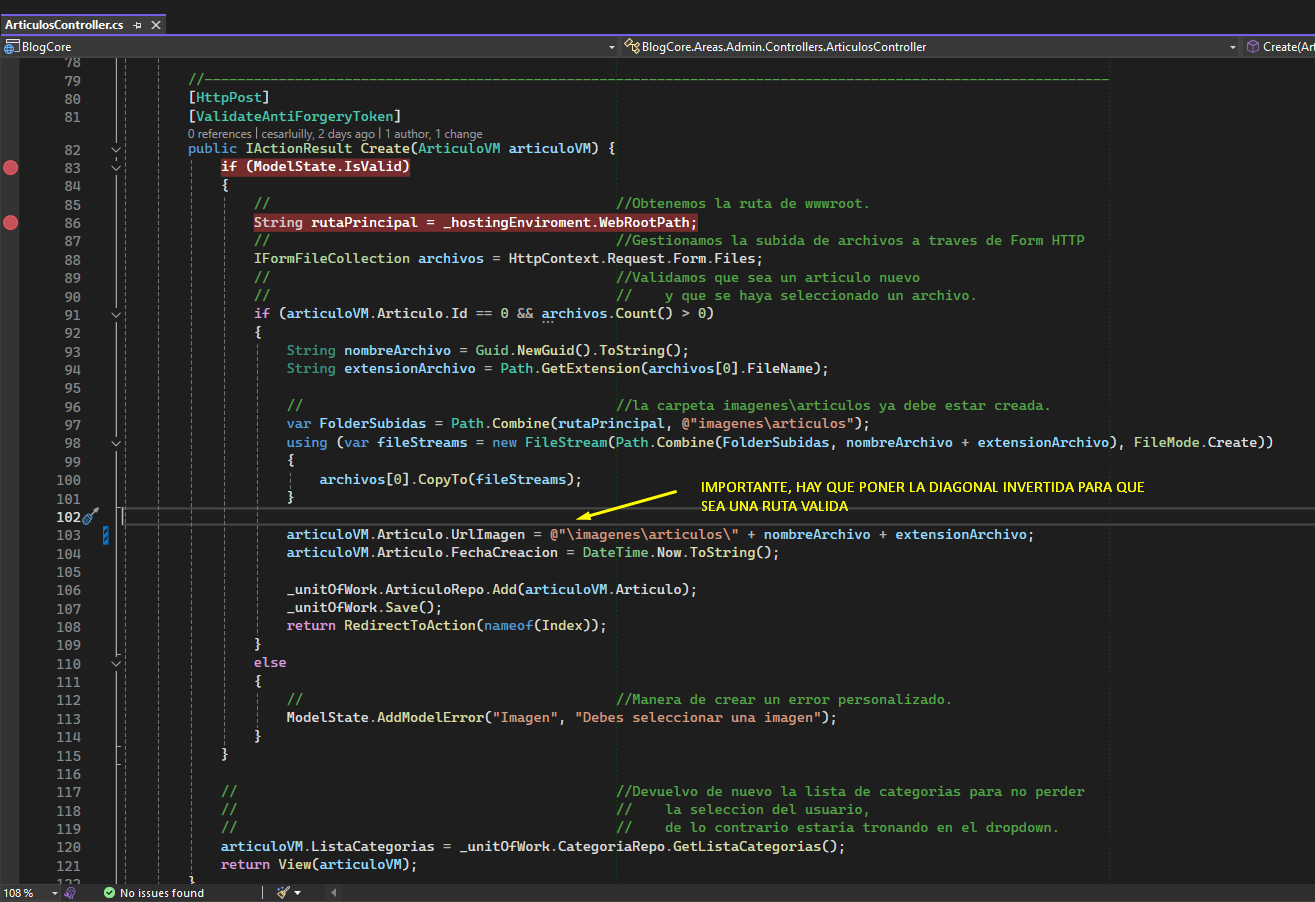 ArticulosController.cs
BlogCore BlogCore.Areas.Admin.Controllers.ArticulosController Create(Art
78
79 //--------------------------------------------------------------------------------------------------------------
80 [HttpPost]
81 [ValidateAntiForgeryToken]
0 references | cesarluilly, 2 days ago | 1 author, 1 change
82 public IActionResult Create(ArticuloVM articuloVM) {
83 if (ModelState.IsValid)
84 {
85 // //Obtenemos la ruta de wwwroot.
86 String rutaPrincipal = _hostingEnviroment.WebRootPath;
87 // //Gestionamos la subida de archivos a traves de Form HTTP
88 IFormFileCollection archivos = HttpContext.Request.Form.Files;
89 // //Validamos que sea un articulo nuevo
90 // // y que se haya seleccionado un archivo.
91 if (articuloVM.Articulo.Id == 0 && archivos.Count() > 0)
92 {
93 String nombreArchivo = Guid.NewGuid().ToString();
94 String extensionArchivo = Path.GetExtension(archivos[0].FileName);
95
96 // //la carpeta imagenes\articulos ya debe estar creada.
97 var FolderSubidas = Path.Combine(rutaPrincipal, @"imagenes\articulos");
98 using (var fileStreams = new FileStream(Path.Combine(FolderSubidas, nombreArchivo + extensionArchivo), FileMode.Create))
99 {
100 archivos[0].CopyTo(fileStreams);
IMPORTANTE, HAY QUE PONER LA DIAGONAL INVERTIDA PARA QUE
101 }
SEA UNA RUTA VALIDA
102
103 articuloVM.Articulo.UrlImagen = @"\imagenes\articulos\" + nombreArchivo + extensionArchivo;
104 articuloVM.Articulo.FechaCreacion = DateTime.Now.ToString();
105
106 _unitOfWork.ArticuloRepo.Add(articuloVM.Articulo);
107 _unitOfWork.Save();
108 return RedirectToAction(nameof(Index));
109 }
110 else
111 {
112 // //Manera de crear un error personalizado.
113 ModelState.AddModelError("Imagen", "Debes seleccionar una imagen");
114 }
115 }
116
117 // //Devuelvo de nuevo la lista de categorias para no perder
118 // // la seleccion del usuario,
119 // // de lo contrario estaria tronando en el dropdown.
120 articuloVM.ListaCategorias = _unitOfWork.CategoriaRepo.GetListaCategorias();
121 return View(articuloVM);
122 }
108 % No issues found